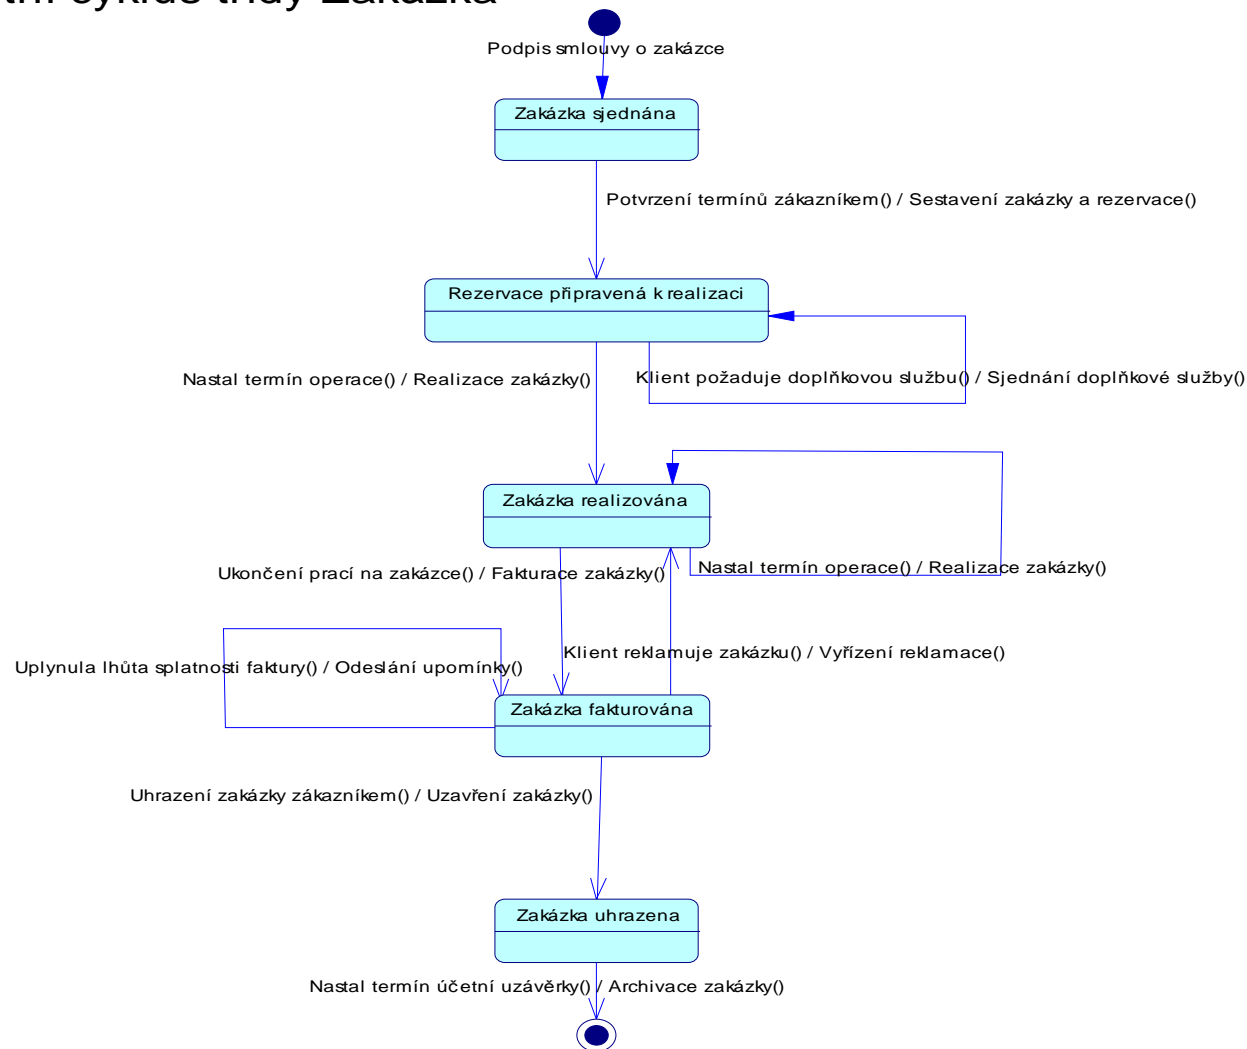 cyklus třídy Zakázka
Podpis smlouvy o zakázce
Zakázka sjednána
Potvrzení termínů zákazníkem() / Sestavení zakázky a rezervace()
Rezervace připravená k realizaci
Nastal termín operace() / Realizace zakázky()
Klient požaduje doplňkovou službu() / Sjednání doplňkové služby()
Zakázka realizována
Ukončení prací na zakázce() / Fakturace zakázky()
Nastal termín operace() / Realizace zakázky()
Klient reklamuje zakázku() / Vyřízení reklamace()
Uplynula lhůta splatnosti faktury() / Odeslání upomínky()
Zakázka fakturována
Uhrazení zakázky zákazníkem() / Uzavření zakázky()
Zakázka uhrazena
Nastal termín účetní uzávěrky() / Archivace zakázky()